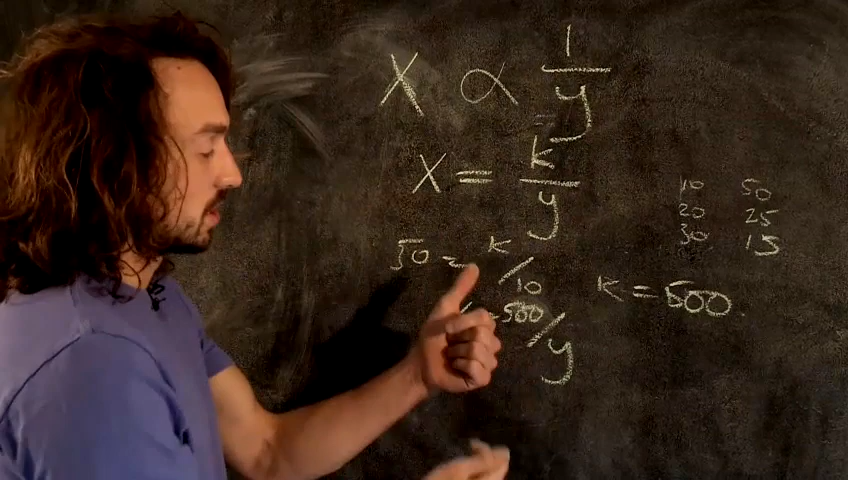 X ∝ 1/y
X = k/y
10 50
20 25
30 15
50 = k/10
k = 500
= 500/y